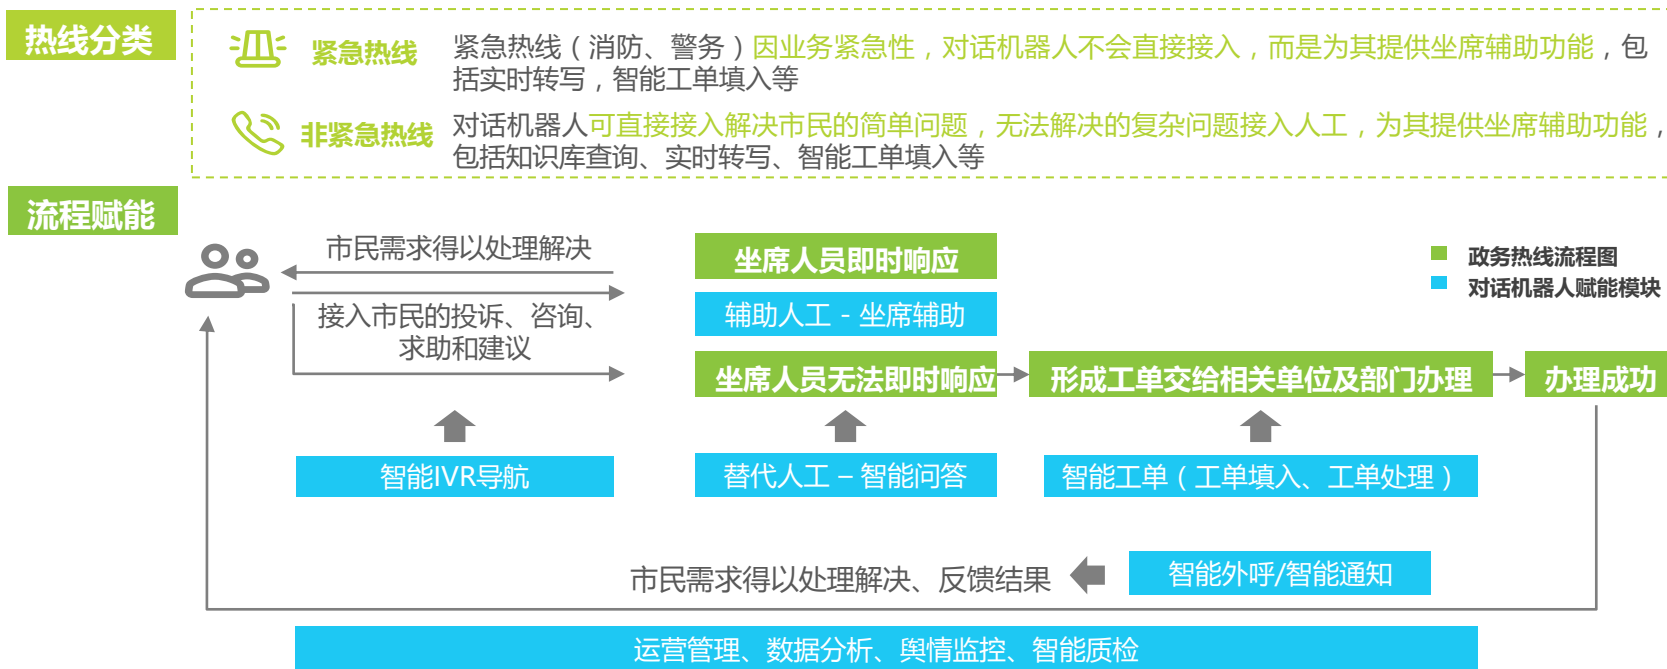 热线分类
紧急热线
紧急热线（消防、警务）因业务紧急性，对话机器人不会直接接入，而是为其提供坐席辅助功能，包
括实时转写，智能工单填入等
非紧急热线
对话机器人可直接接入解决市民的简单问题，无法解决的复杂问题接入人工，为其提供坐席辅助功能，
包括知识库查询、实时转写、智能工单填入等
流程赋能
市民需求得以处理解决
接入市民的投诉、咨询、
求助和建议
坐席人员即时响应
辅助人工 - 坐席辅助
政务热线流程图
对话机器人赋能模块
坐席人员无法即时响应
形成工单交给相关单位及部门办理
办理成功
智能IVR导航
替代人工 – 智能问答
智能工单（工单填入、工单处理）
市民需求得以处理解决、反馈结果
智能外呼/智能通知
运营管理、数据分析、舆情监控、智能质检